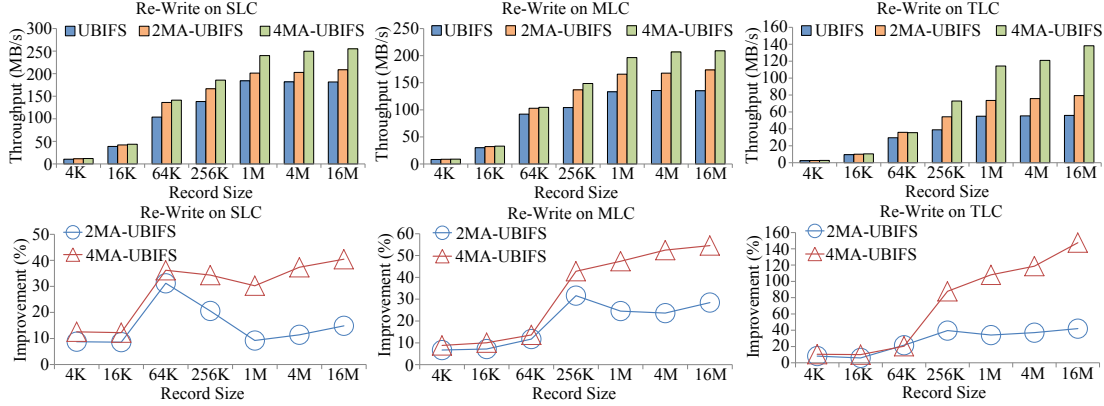 Re-Write on SLC
Throughput (MB/s)
300
250
200
150
100
50
0
UBIFS 2MA-UBIFS 4MA-UBIFS
4K 16K 64K 256K 1M 4M 16M
Record Size
Re-Write on MLC
Throughput (MB/s)
250
200
150
100
50
0
UBIFS 2MA-UBIFS 4MA-UBIFS
4K 16K 64K 256K 1M 4M 16M
Record Size
Re-Write on TLC
Throughput (MB/s)
160
140
120
100
80
60
40
20
0
UBIFS 2MA-UBIFS 4MA-UBIFS
4K 16K 64K 256K 1M 4M 16M
Record Size
Re-Write on SLC
Improvement (%)
50
40
30
20
10
0
2MA-UBIFS
4MA-UBIFS
4K 16K 64K 256K 1M 4M 16M
Record Size
Re-Write on MLC
Improvement (%)
60
50
40
30
20
10
0
2MA-UBIFS
4MA-UBIFS
4K 16K 64K 256K 1M 4M 16M
Record Size
Re-Write on TLC
Improvement (%)
160
140
120
100
80
60
40
20
0
2MA-UBIFS
4MA-UBIFS
4K 16K 64K 256K 1M 4M 16M
Record Size